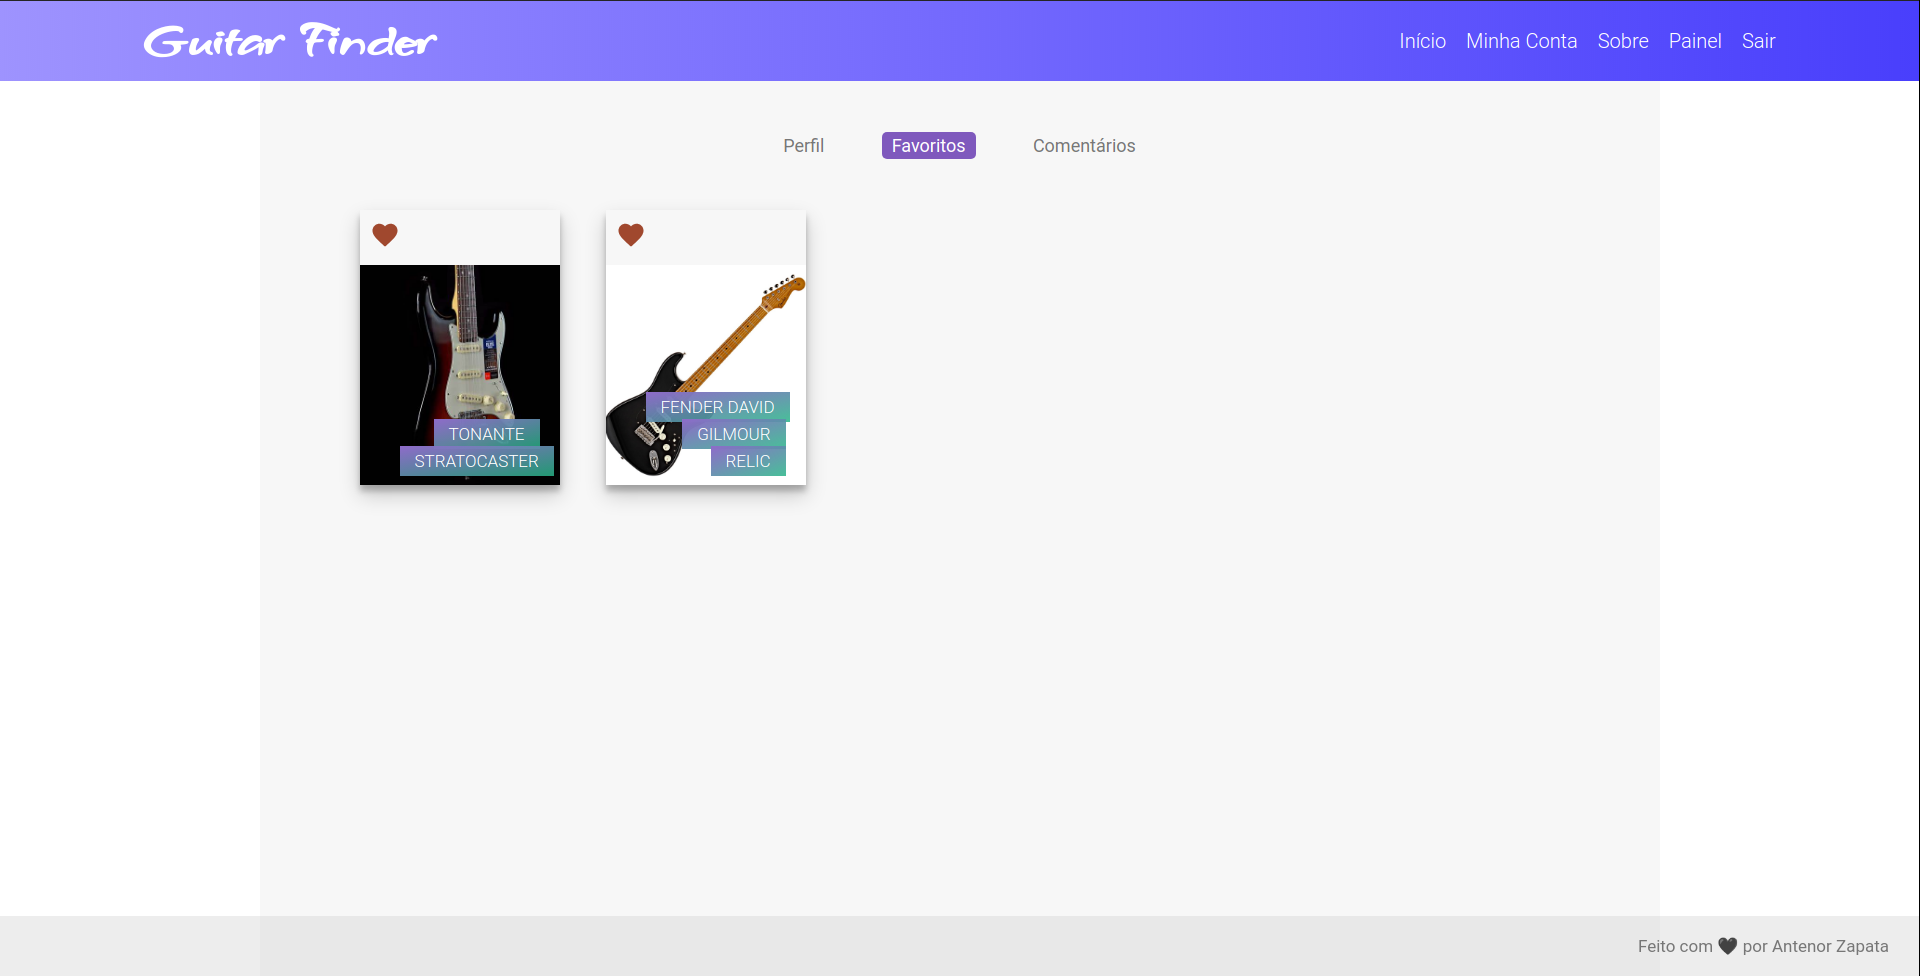 Guitar Finder
Início Minha Conta Sobre Painel Sair
Perfil Favoritos Comentários
TONANTE
STRATOCASTER
FENDER DAVID
GILMOUR
RELIC
Feito com 🖤 por Antenor Zapata